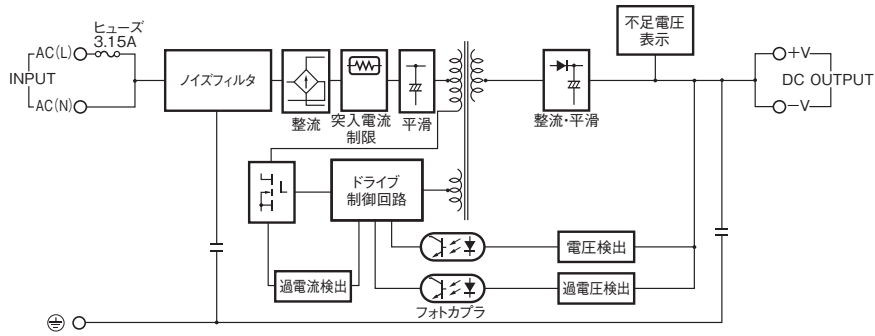 ヒューズ
3.15A
AC(L)
INPUT
AC(N)
ノイズフィルタ
整流
突入電流
制限
平滑
整流・平滑
不足電圧
表示
+V
DC OUTPUT
−V
ドライブ
制御回路
過電流検出
電圧検出
過電圧検出
フォトカプラ